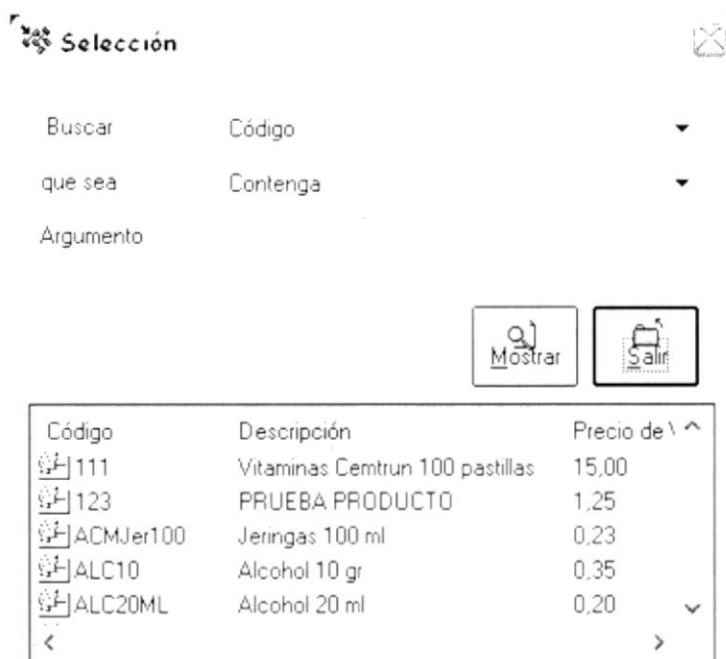 Selección
Buscar Código
que sea Contenga
Argumento
Mostrar Salir
Código Descripción Precio de
111 Vitaminas Cemtrun 100 pastillas 15,00
123 PRUEBA PRODUCTO 1,25
ACMJer100 Jeringas 100 ml 0,23
ALC10 Alcohol 10 gr 0,35
ALC20ML Alcohol 20 ml 0,20